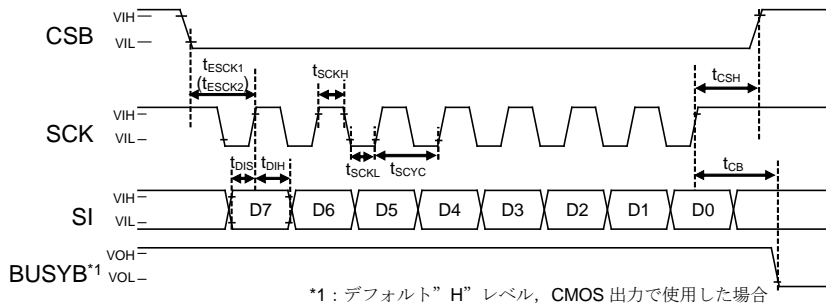 CSB
VIH
VIL
tESCK1
(tESCK2)
tSCKH
tCSH
SCK
VIH
VIL
tDIS
tDIH
tSCKL
tSCYC
tCB
SI
VIH
VIL
D7 D6 D5 D4 D3 D2 D1 D0
BUSYB*1
VOH
VOL
*1:デフォルト”H”レベル,CMOS 出力で使用した場合